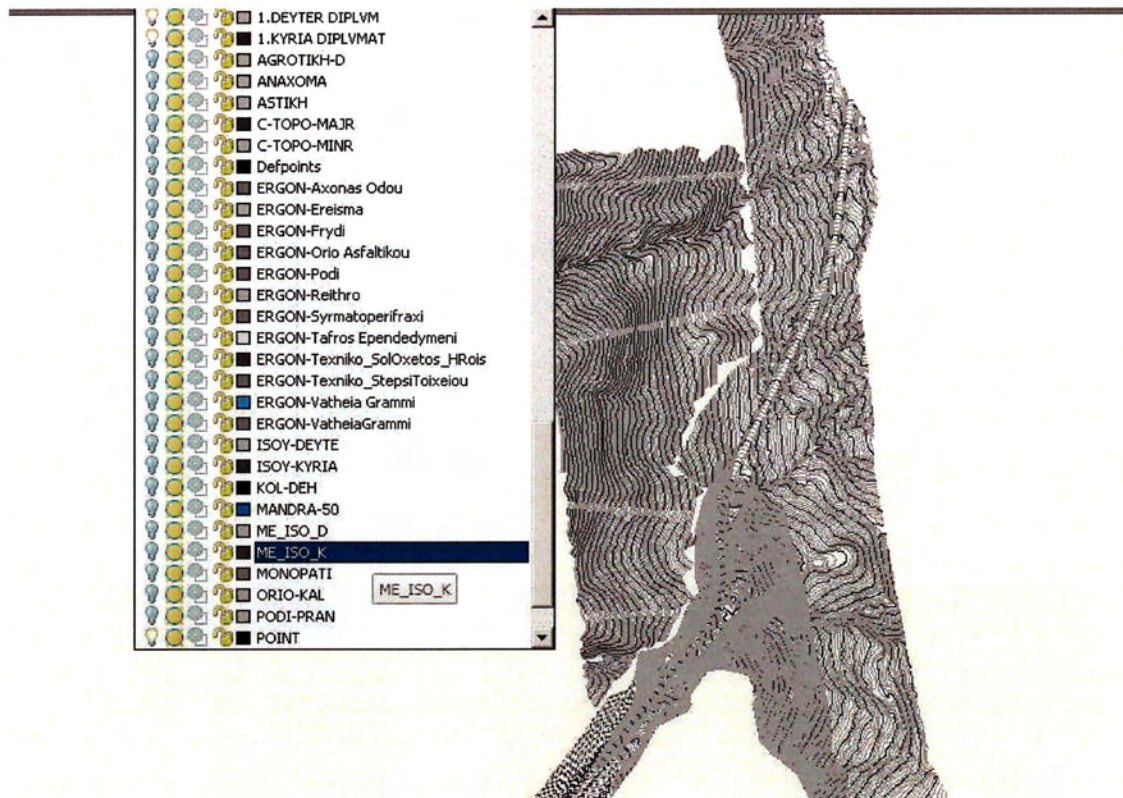 1.DEYTER DIPLVM
1.KYRIA DIPLVMAT
AGROTIKH-D
ANAXOMA
ASTIKH
C-TOPO-MAJR
C-TOPO-MINR
Defpoints
ERGON-Axonas Odou
ERGON-Ereisma
ERGON-Frydi
ERGON-Orio Asfaltikou
ERGON-Podi
ERGON-Reithro
ERGON-Syrmatoperifraxi
ERGON-Tafros Ependedymeni
ERGON-Texniko_SolOxetos_HRois
ERGON-Texniko_StepsiToixeiou
ERGON-Vatheia Grammi
ERGON-VatheiaGrammi
ISOY-DEYTE
ISOY-KYRIA
KOL-DEH
MANDRA-50
ME_ISO_D
ME_ISO_K
MONOPATI
ME_ISO_K
ORIO-KAL
PODI-PRAN
POINT